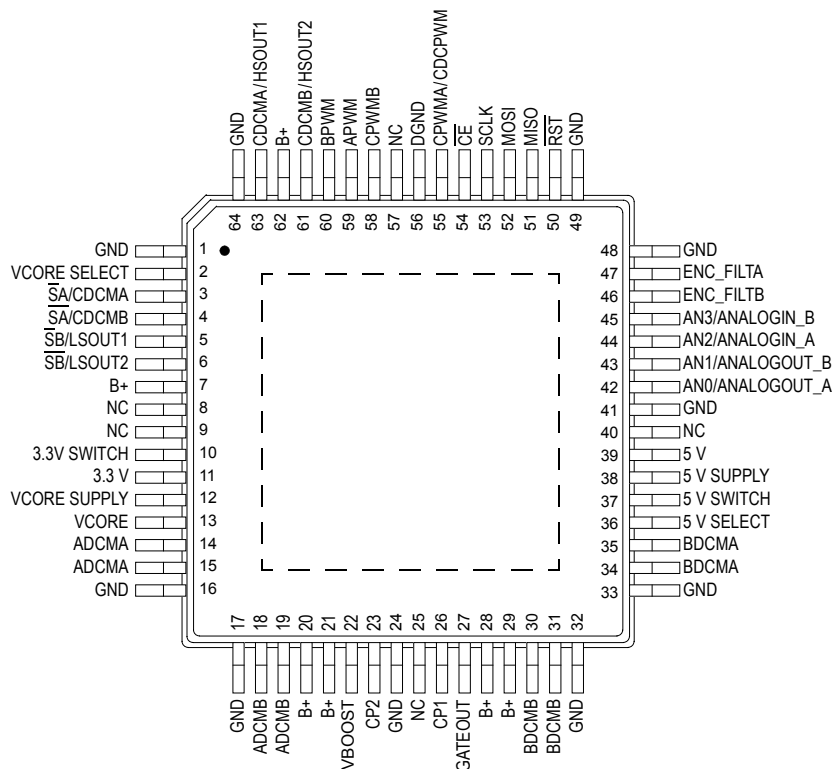 GND
CDCMA/HSOUT1
B+
CDCMB/HSOUT2
BPWM
APWM
CPWMB
NC
DGND
CPWMA/CDCPWM
C̅E̅
SCLK
MOSI
MISO
R̅S̅T̅
GND
64 63 62 61 60 59 58 57 56 55 54 53 52 51 50 49
GND 1
VCORE SELECT 2
S̅A/CDCMA 3
S̅A̅/CDCMB 4
S̅B/LSOUT1 5
S̅B̅/LSOUT2 6
B+ 7
NC 8
NC 9
3.3V SWITCH 10
3.3 V 11
VCORE SUPPLY 12
VCORE 13
ADCMA 14
ADCMA 15
GND 16
48 GND
47 ENC_FILTA
46 ENC_FILTB
45 AN3/ANALOGIN_B
44 AN2/ANALOGIN_A
43 AN1/ANALOGOUT_B
42 AN0/ANALOGOUT_A
41 GND
40 NC
39 5 V
38 5 V SUPPLY
37 5 V SWITCH
36 5 V SELECT
35 BDCMA
34 BDCMA
33 GND
17 18 19 20 21 22 23 24 25 26 27 28 29 30 31 32
GND
ADCMB
ADCMB
B+
B+
VBOOST
CP2
GND
NC
CP1
GATEOUT
B+
B+
BDCMB
BDCMB
GND